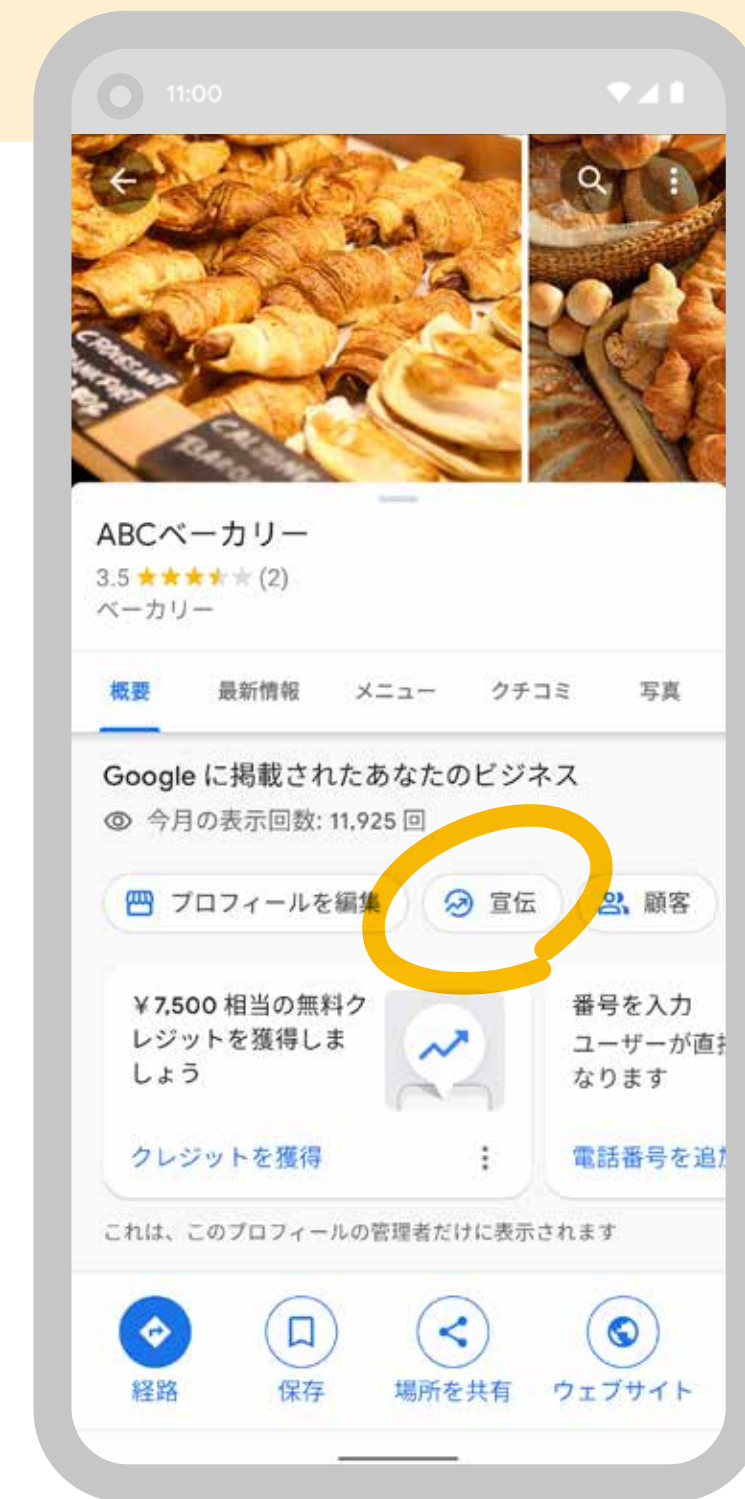 11:00
CROISSANT
ABCベーカリー
3.5 (2)
ベーカリー
概要 最新情報 メニュー クチコミ 写真
Google に掲載されたあなたのビジネス
今月の表示回数: 11,925 回
プロフィールを編集 宣伝 顧客
¥7,500 相当の無料ク
レジットを獲得しま
しょう
クレジットを獲得
番号を入力
ユーザーが直接
なります
電話番号を追加
これは、このプロフィールの管理者だけに表示されます
経路 保存 場所を共有 ウェブサイト